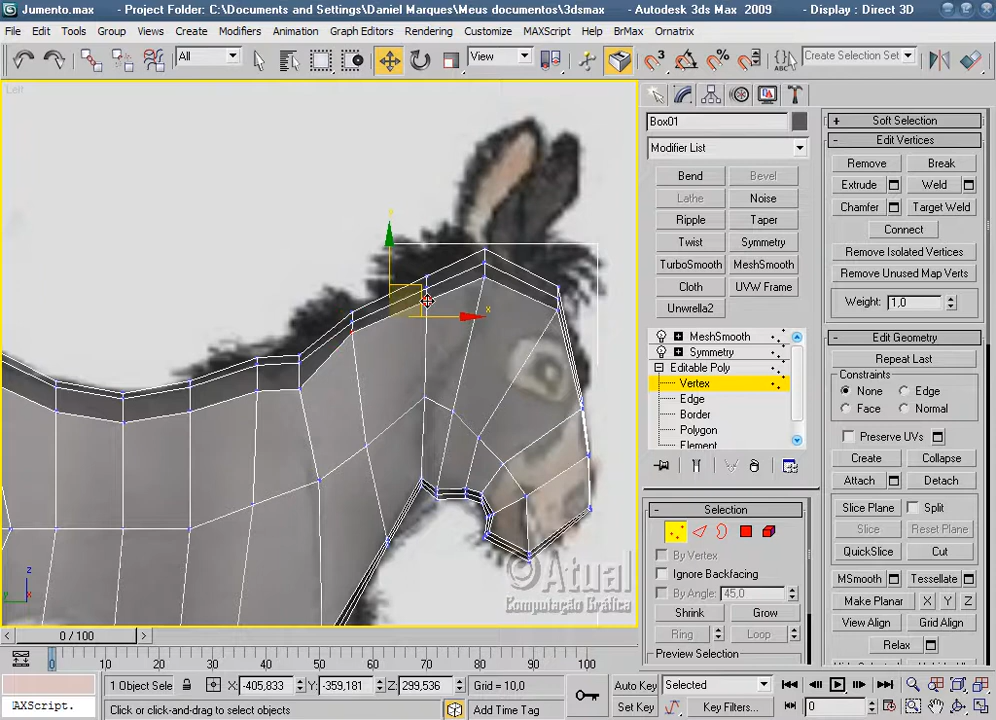 Jumento.max - Project Folder: C:\Documents and Settings\Daniel Marques\Meus documentos\3dsmax - Autodesk 3ds Max 2009 - Display : Direct 3D
File Edit Tools Group Views Create Modifiers Animation Graph Editors Rendering Customize MAXScript Help BrMax Ornatrix
All View Create Selection Set
Left
Box01
Modifier List
Bend Bevel
Lathe Noise
Ripple Taper
Twist Symmetry
TurboSmooth MeshSmooth
Lattice
Cloth UVW Frame
Unwrella2
MeshSmooth
Symmetry
Editable Poly
Vertex
Edge
Border
Polygon
Element
- Selection
By Vertex
Ignore Backfacing
By Angle: 45,0
Shrink Grow
Ring Loop
Preview Selection
+ Soft Selection
- Edit Vertices
Remove Break
Extrude Weld
Chamfer Target Weld
Connect
Remove Isolated Vertices
Remove Unused Map Verts
Weight: 1,0
- Edit Geometry
Repeat Last
Constraints
None Edge
Face Normal
Preserve UVs
Create Collapse
Attach Detach
Slice Plane Split
Slice Reset Plane
QuickSlice Cut
MSmooth Tessellate
Make Planar X Y Z
View Align Grid Align
Relax
x
z
y x
©Atual
Computação Gráfica
< 0 / 100 >
0 10 20 30 40 50 60 70 80 90 100
1 Object Sele X: -405,833 Y: -359,181 Z: 299,536 Grid = 10,0 Auto Key Selected
AXScript. Click or click-and-drag to select objects Add Time Tag Set Key Key Filters... 0